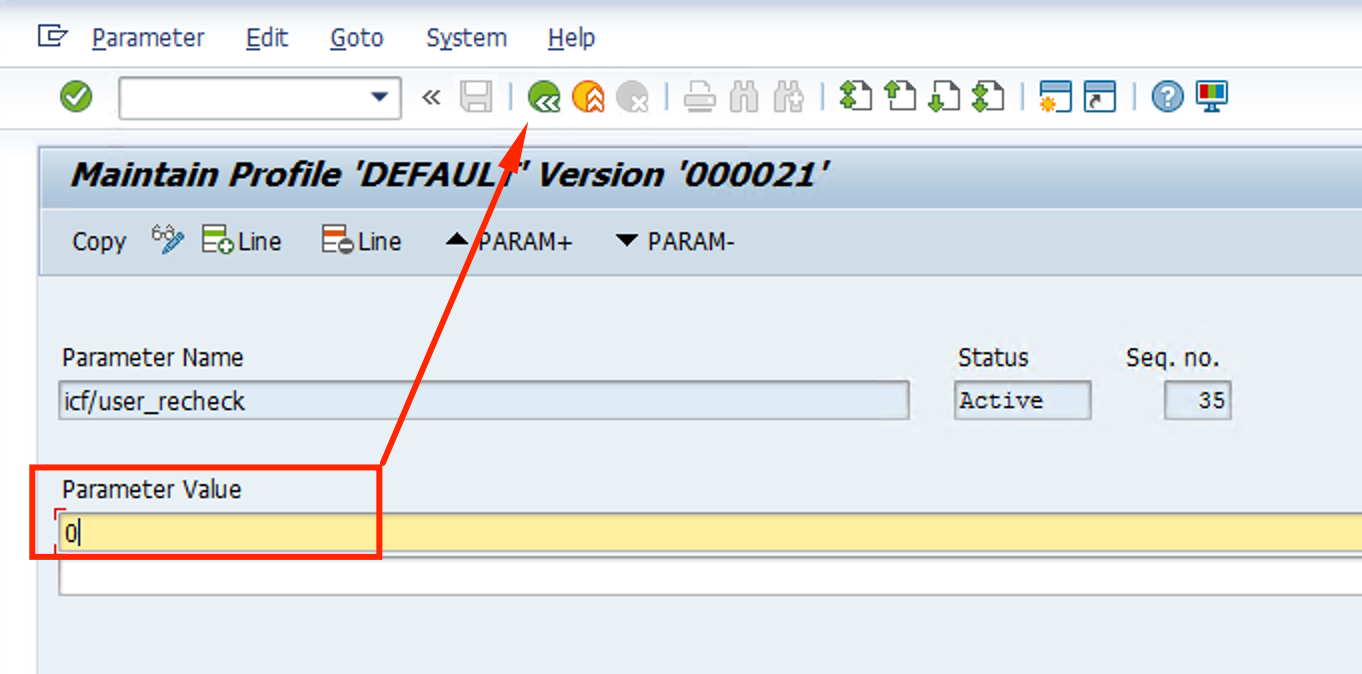 Parameter Edit Goto System Help
Maintain Profile 'DEFAULT' Version '000021'
Copy Line Line PARAM+ PARAM-
Parameter Name Status Seq. no.
icf/user_recheck Active 35
Parameter Value
0